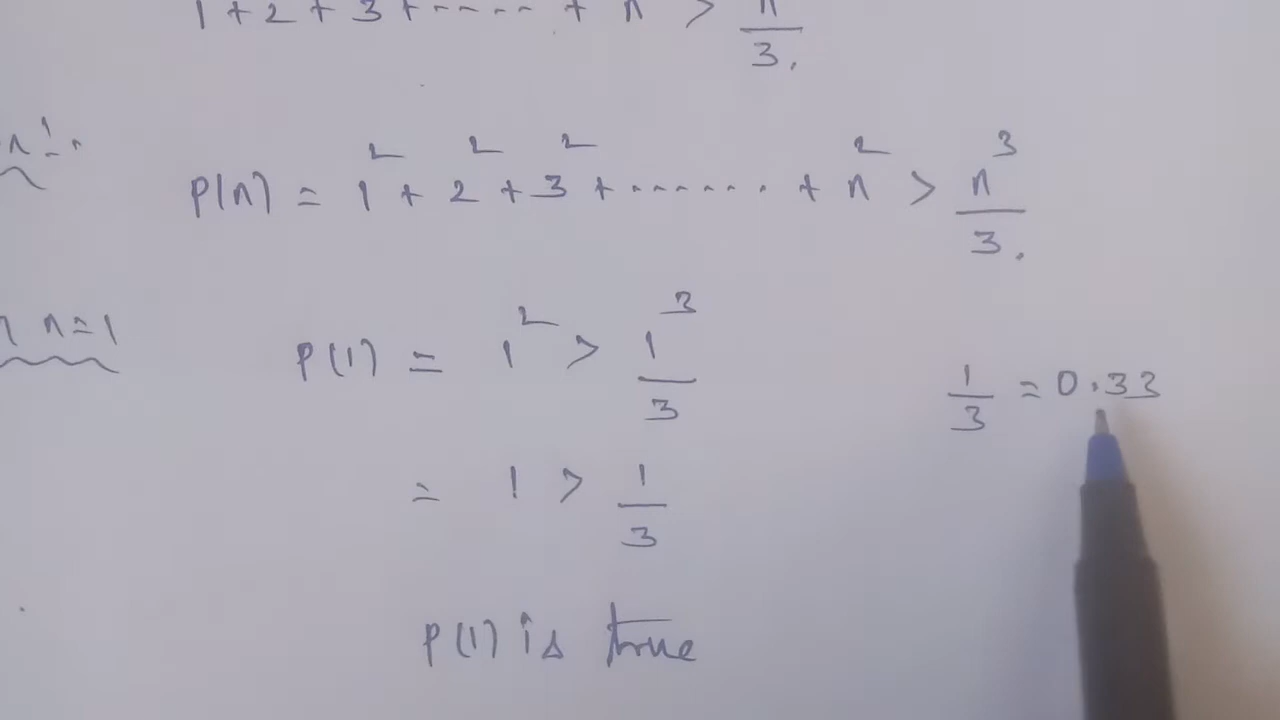 1 + 2 + 3 + ..... + n > n/3.
P(n) = 1² + 2² + 3² + ....... + n² > n³/3.
n = 1
P(1) = 1² > 1³/3
1/3 = 0.33
= 1 > 1/3
P(1) is true